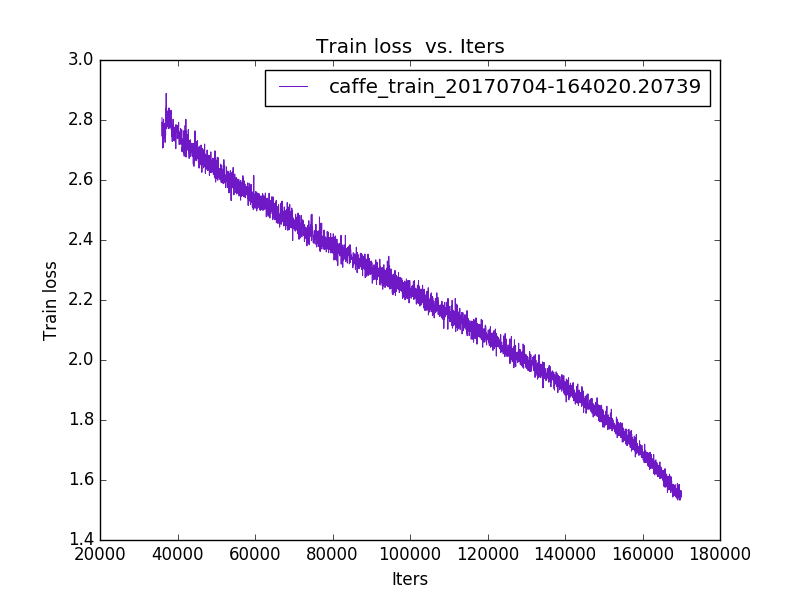 Train loss  vs. Iters
caffe_train_20170704-164020.20739
3.0
2.8
2.6
2.4
2.2
2.0
1.8
1.6
1.4
Train loss
20000 40000 60000 80000 100000 120000 140000 160000 180000
Iters